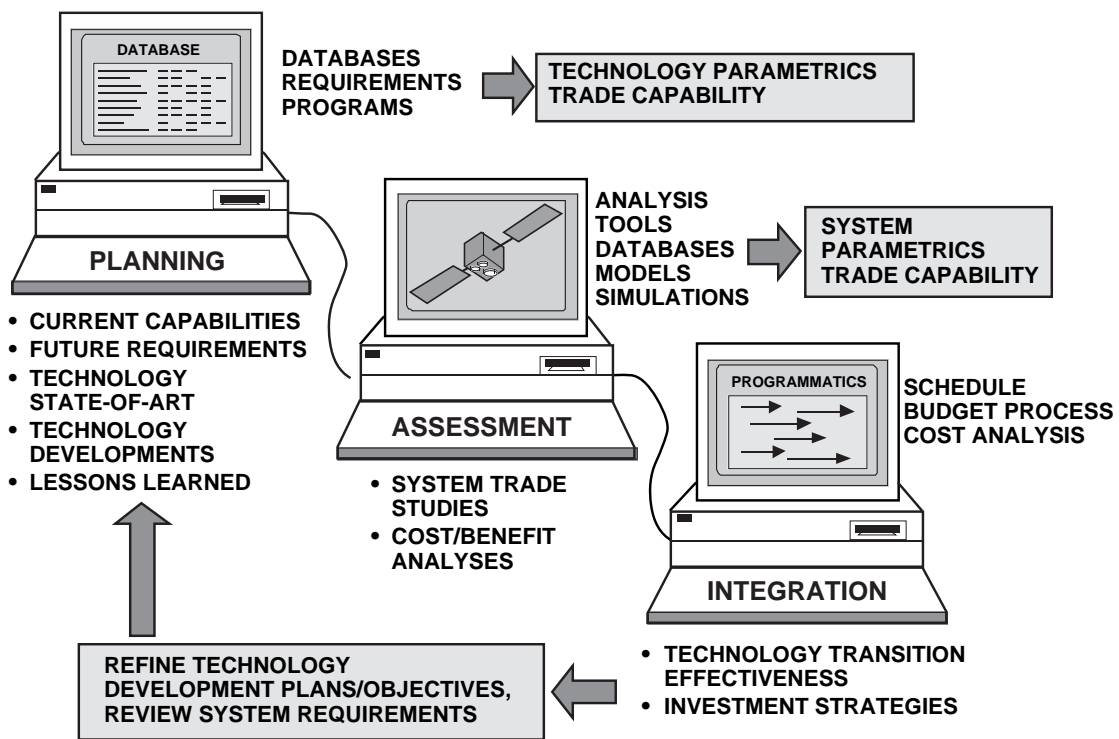 DATABASE
DATABASES
REQUIREMENTS
PROGRAMS
TECHNOLOGY PARAMETRICS
TRADE CAPABILITY
PLANNING
• CURRENT CAPABILITIES
• FUTURE REQUIREMENTS
• TECHNOLOGY
STATE-OF-ART
• TECHNOLOGY
DEVELOPMENTS
• LESSONS LEARNED
ANALYSIS
TOOLS
DATABASES
MODELS
SIMULATIONS
SYSTEM
PARAMETRICS
TRADE CAPABILITY
ASSESSMENT
• SYSTEM TRADE
STUDIES
• COST/BENEFIT
ANALYSES
PROGRAMMATICS
SCHEDULE
BUDGET PROCESS
COST ANALYSIS
INTEGRATION
• TECHNOLOGY TRANSITION
EFFECTIVENESS
• INVESTMENT STRATEGIES
REFINE TECHNOLOGY
DEVELOPMENT PLANS/OBJECTIVES,
REVIEW SYSTEM REQUIREMENTS